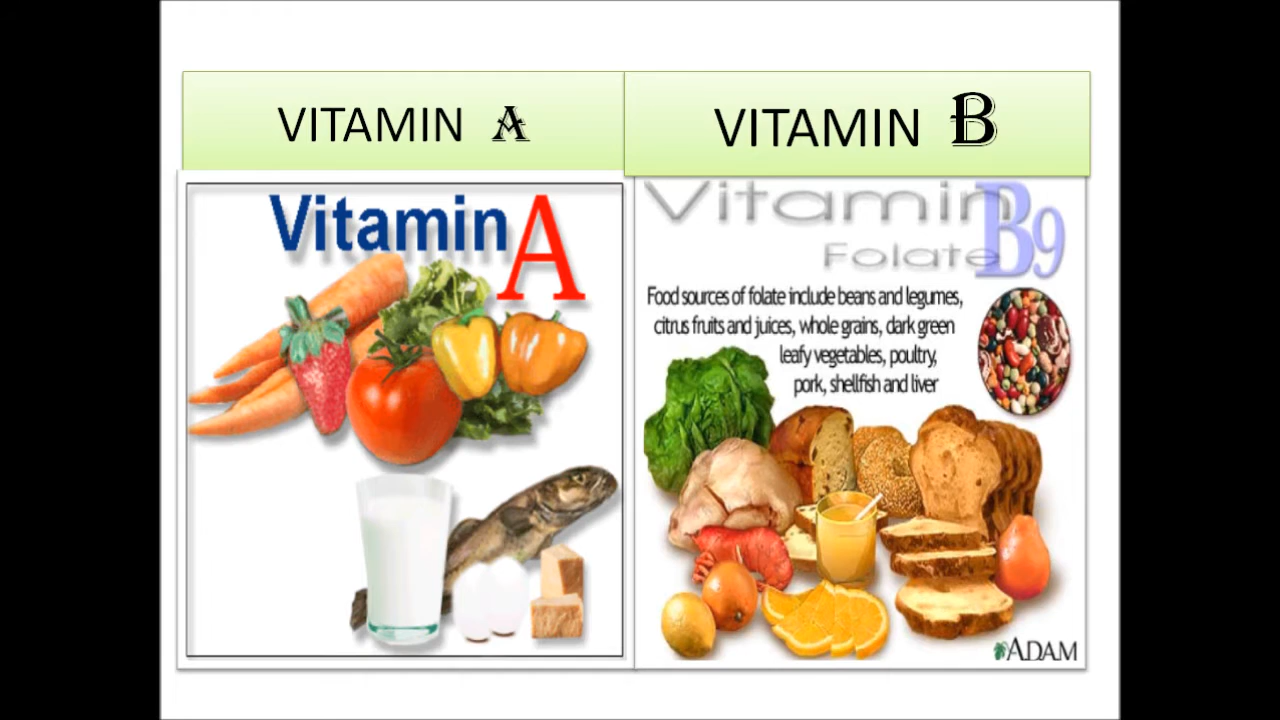 VITAMIN A
VITAMIN B
Vitamin A
Vitamin B9
Folate
Food sources of folate include beans and legumes,
citrus fruits and juices, whole grains, dark green
leafy vegetables, poultry,
pork, shellfish and liver
ADAM